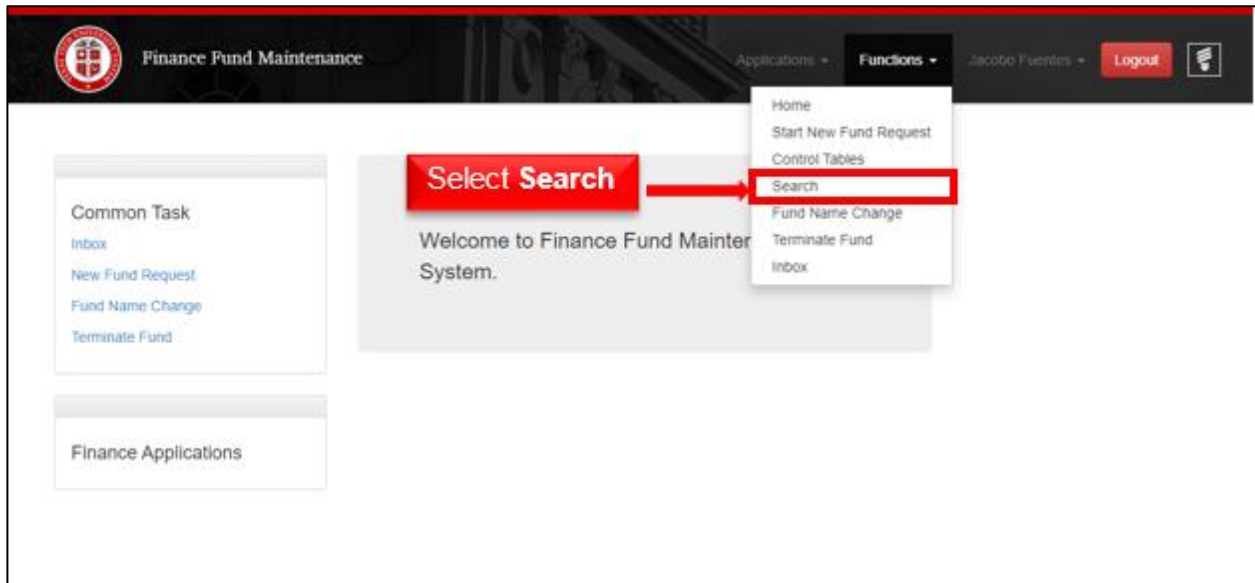 Finance Fund Maintenance
Applications
Functions
Jacobo Fuentes
Logout
Home
Start New Fund Request
Control Tables
Search
Fund Name Change
Terminate Fund
Inbox
Select Search
Common Task
Inbox
New Fund Request
Fund Name Change
Terminate Fund
Welcome to Finance Fund Mainter
System.
Finance Applications